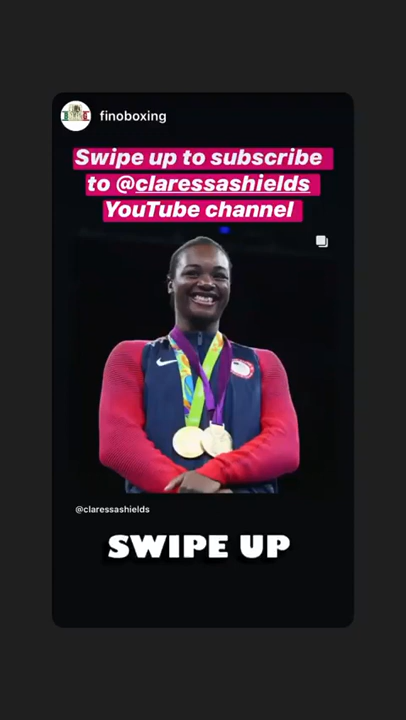 finoboxing
Swipe up to subscribe
to @claressashields
YouTube channel
@claressashields
SWIPE UP